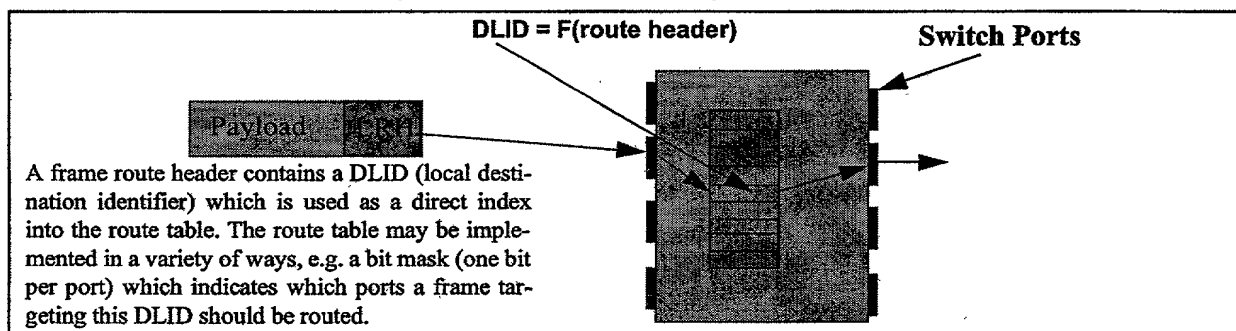 DLID = F(route header)
Switch Ports
Payload
A frame route header contains a DLID (local desti-
nation identifier) which is used as a direct index
into the route table. The route table may be imple-
mented in a variety of ways, e.g. a bit mask (one bit
per port) which indicates which ports a frame tar-
geting this DLID should be routed.